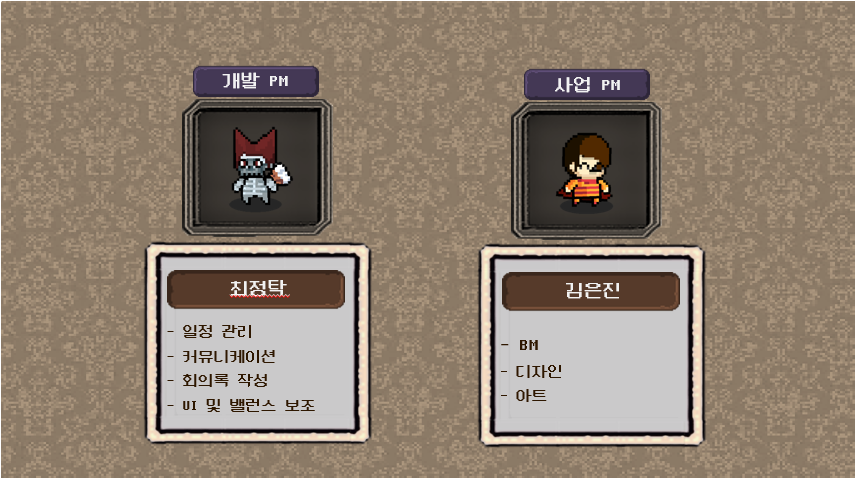 개발 PM
최정탁
- 일정 관리
- 커뮤니케이션
- 회의록 작성
- UI 및 밸런스 보조
사업 PM
김은진
- BM
- 디자인
- 아트